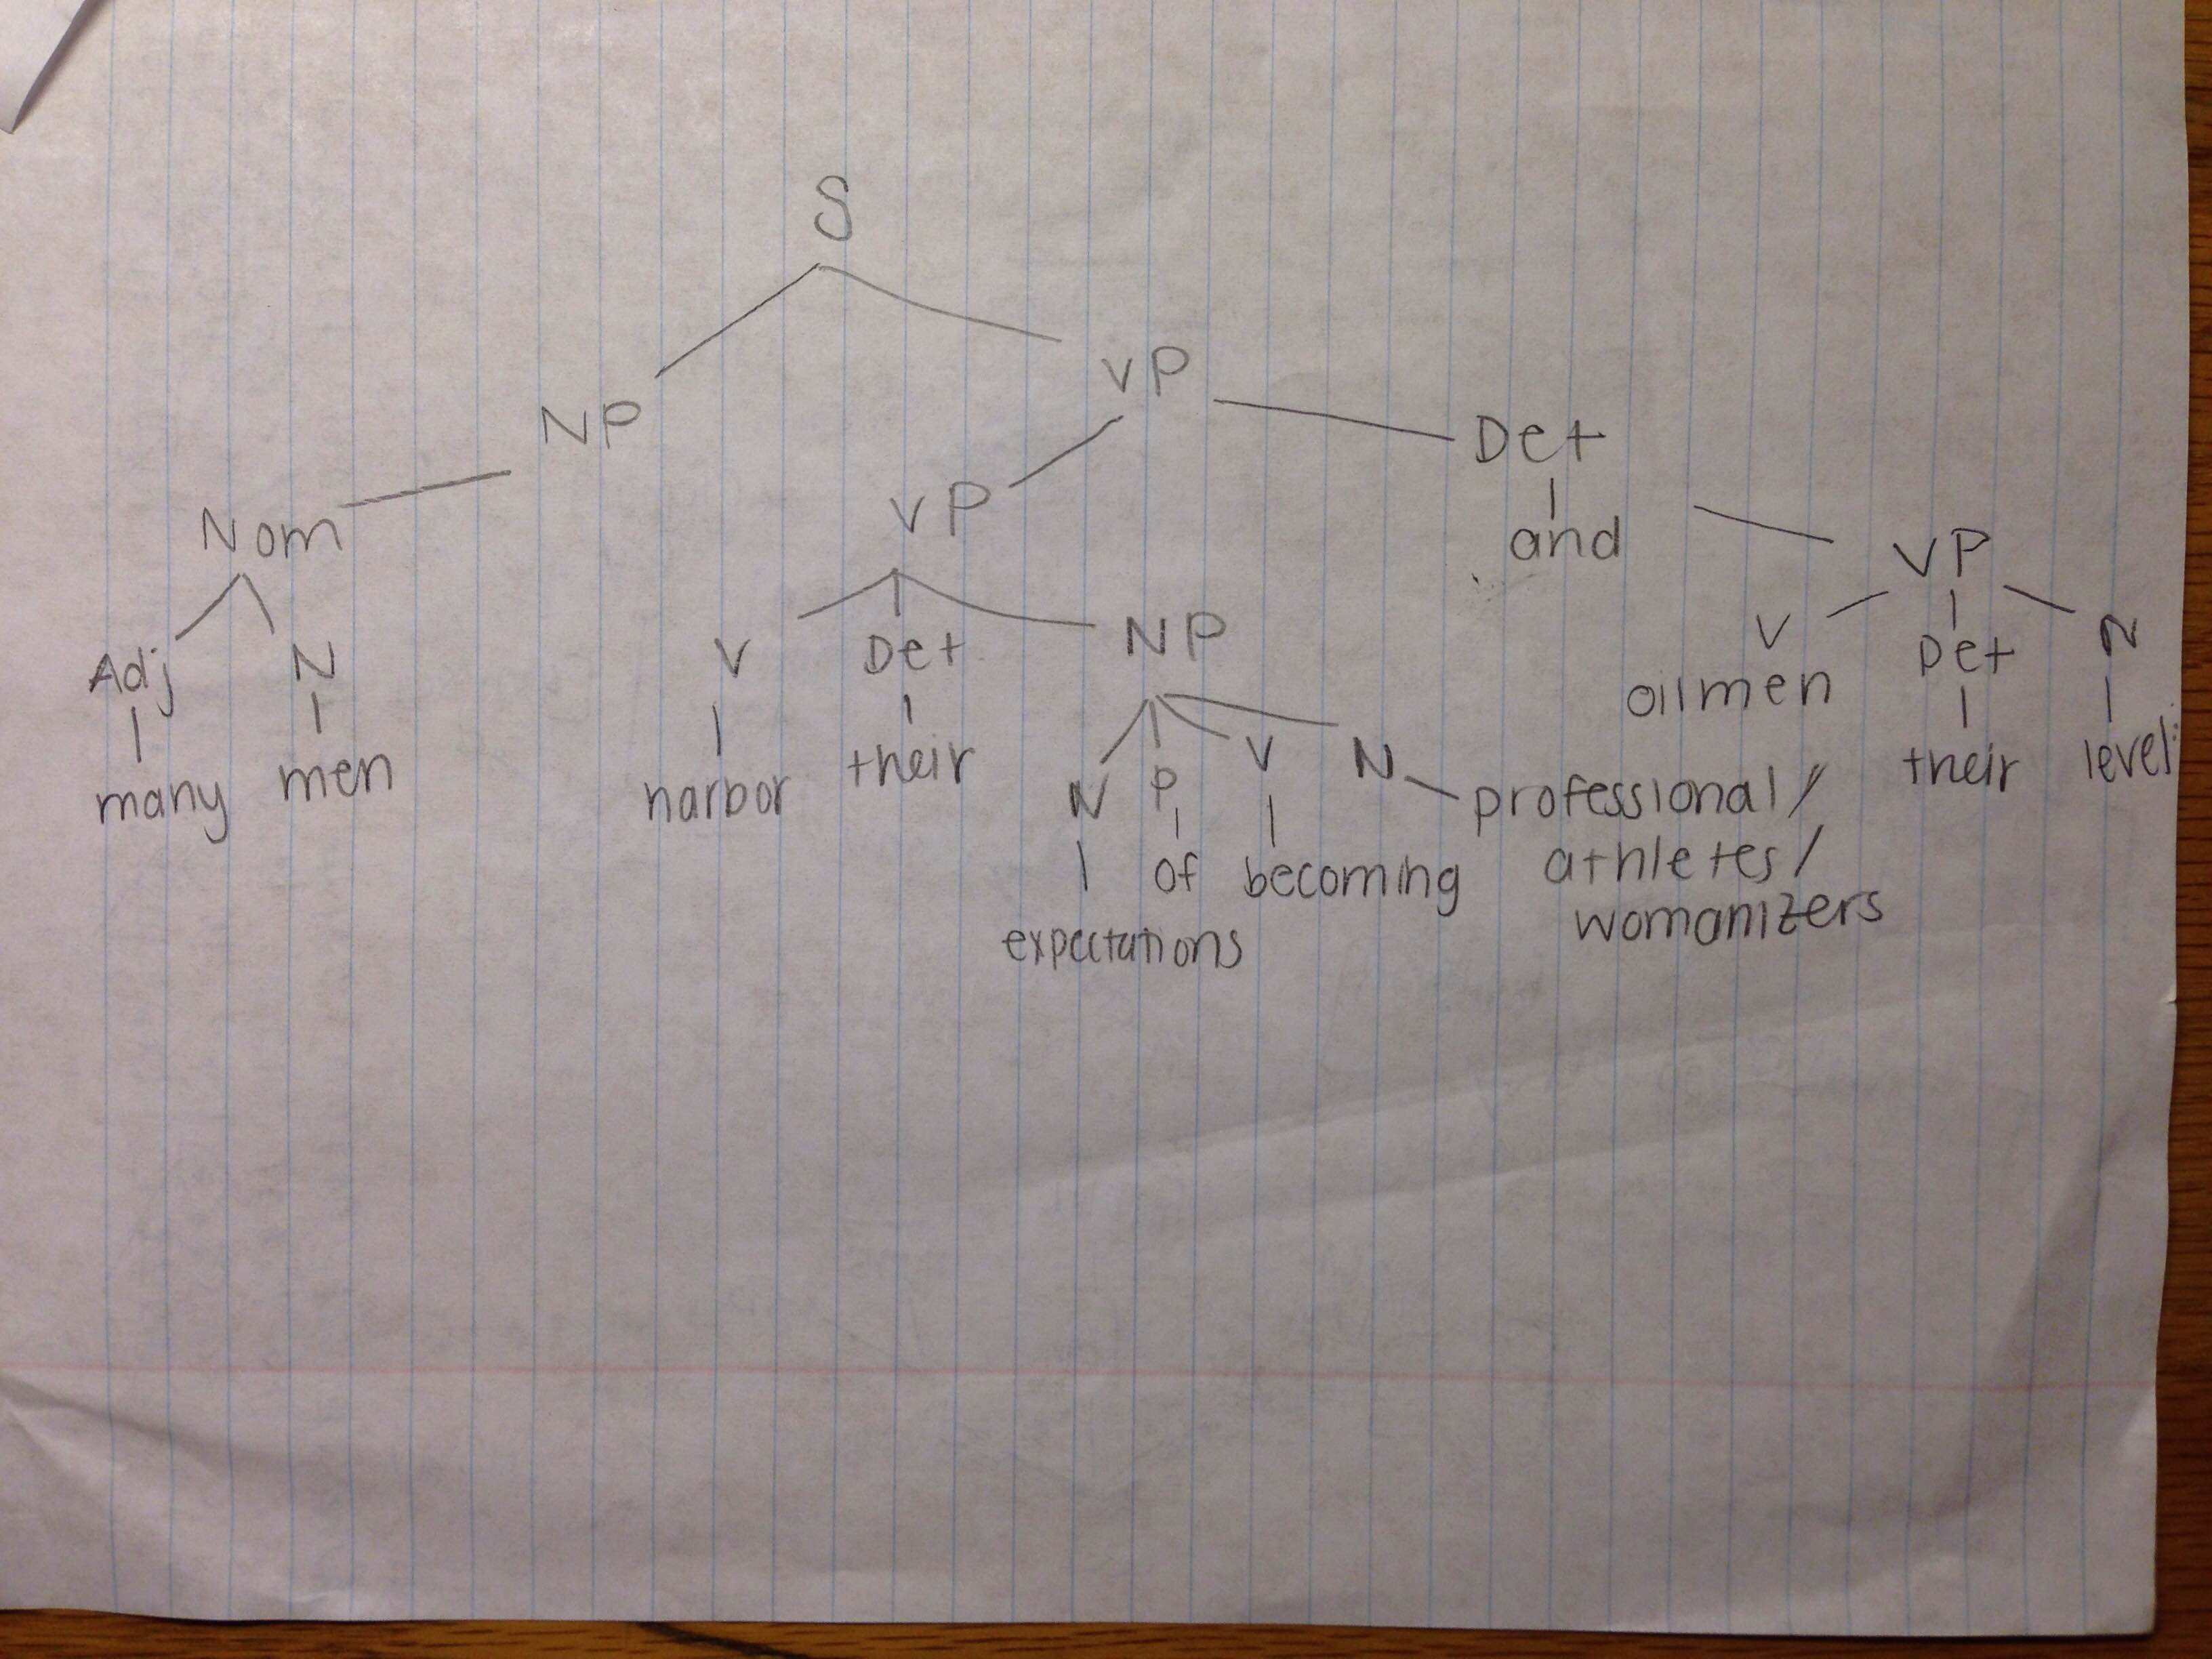 S
NP VP
Nom VP Det VP
and
Adj N V Det NP V Det N
many men harbor their oilmen their level
N P V N
expectations of becoming professional/
athletes/
womanizers